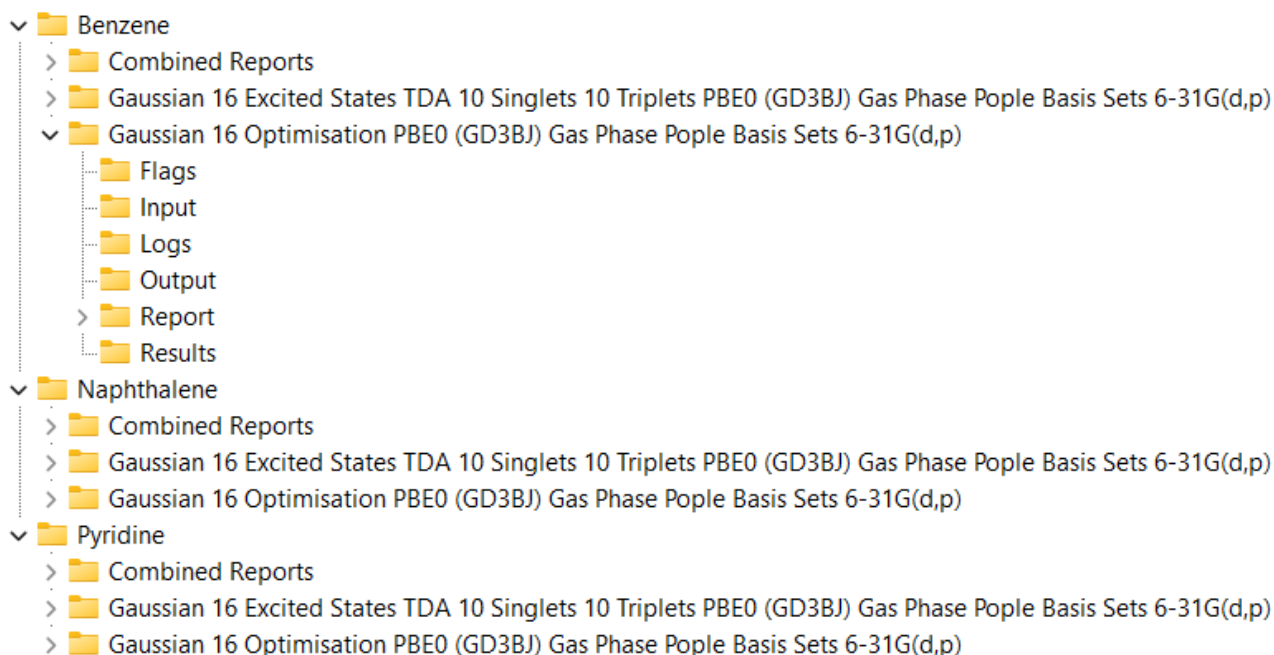 Benzene
Combined Reports
Gaussian 16 Excited States TDA 10 Singlets 10 Triplets PBE0 (GD3BJ) Gas Phase Pople Basis Sets 6-31G(d,p)
Gaussian 16 Optimisation PBE0 (GD3BJ) Gas Phase Pople Basis Sets 6-31G(d,p)
Flags
Input
Logs
Output
Report
Results
Naphthalene
Combined Reports
Gaussian 16 Excited States TDA 10 Singlets 10 Triplets PBE0 (GD3BJ) Gas Phase Pople Basis Sets 6-31G(d,p)
Gaussian 16 Optimisation PBE0 (GD3BJ) Gas Phase Pople Basis Sets 6-31G(d,p)
Pyridine
Combined Reports
Gaussian 16 Excited States TDA 10 Singlets 10 Triplets PBE0 (GD3BJ) Gas Phase Pople Basis Sets 6-31G(d,p)
Gaussian 16 Optimisation PBE0 (GD3BJ) Gas Phase Pople Basis Sets 6-31G(d,p)